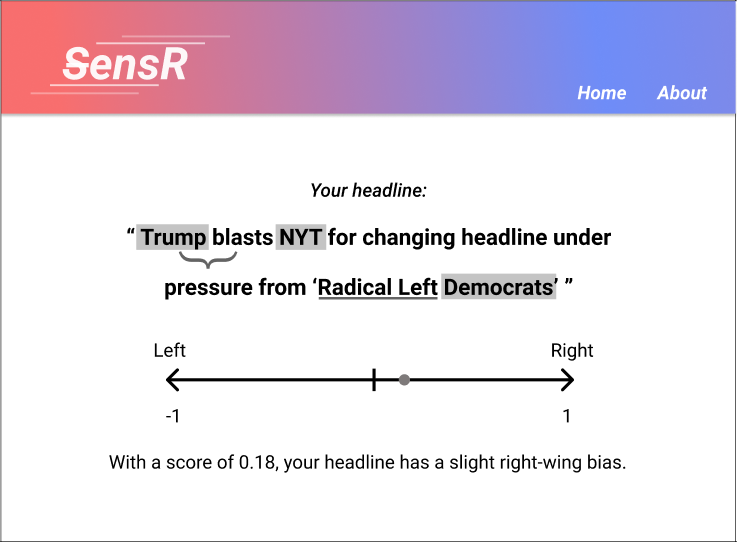 SensR
Home About
Your headline:
“ Trump blasts NYT for changing headline under
pressure from ‘Radical Left Democrats’ ”
Left Right
-1 1
With a score of 0.18, your headline has a slight right-wing bias.